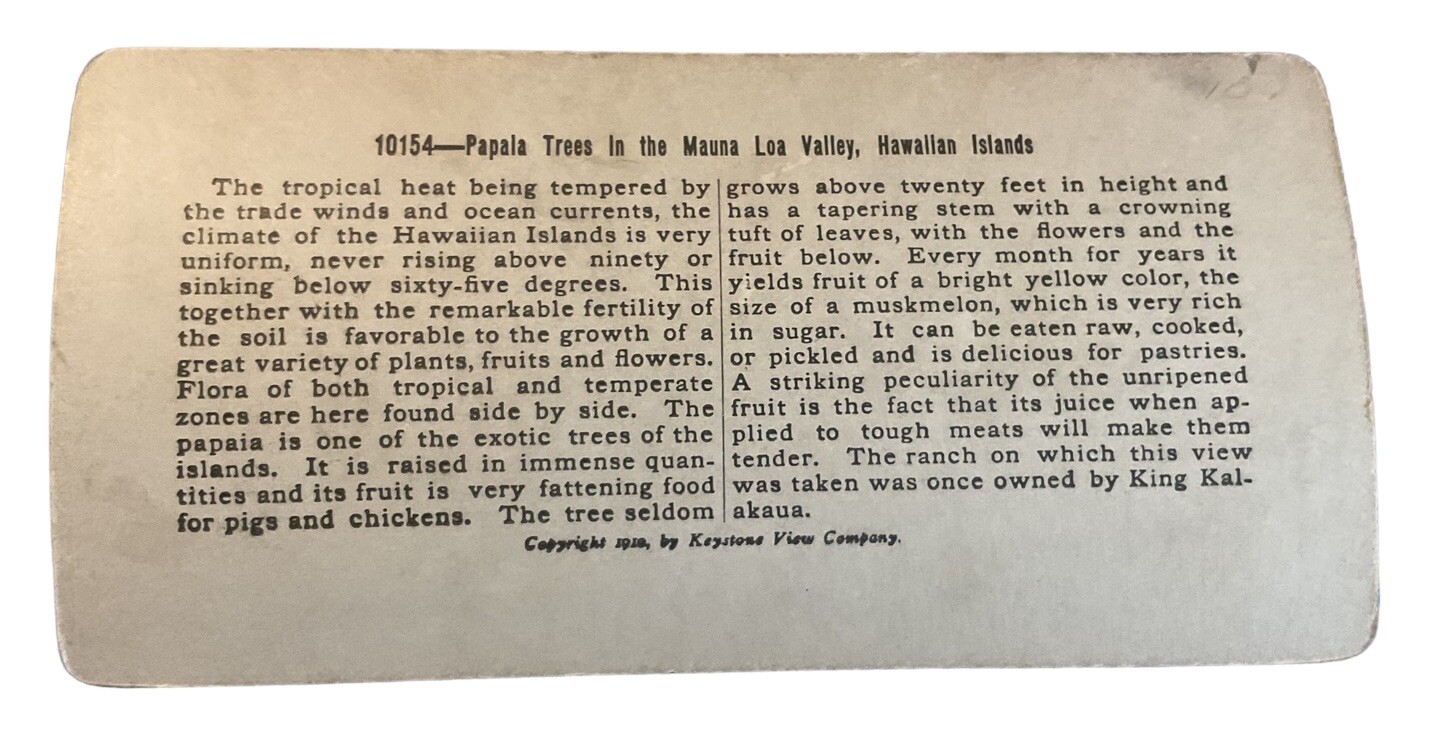 10154—Papaia Trees in the Mauna Loa Valley, Hawaiian Islands
The tropical heat being tempered by
the trade winds and ocean currents, the
climate of the Hawaiian Islands is very
uniform, never rising above ninety or
sinking below sixty-five degrees. This
together with the remarkable fertility of
the soil is favorable to the growth of a
great variety of plants, fruits and flowers.
Flora of both tropical and temperate
zones are here found side by side. The
papaia is one of the exotic trees of the
islands. It is raised in immense quan-
tities and its fruit is very fattening food
for pigs and chickens. The tree seldom
grows above twenty feet in height and
has a tapering stem with a crowning
tuft of leaves, with the flowers and the
fruit below. Every month for years it
yields fruit of a bright yellow color, the
size of a muskmelon, which is very rich
in sugar. It can be eaten raw, cooked,
or pickled and is delicious for pastries.
A striking peculiarity of the unripened
fruit is the fact that its juice when ap-
plied to tough meats will make them
tender. The ranch on which this view
was taken was once owned by King Kal-
akaua.
Copyright by Keystone View Company.